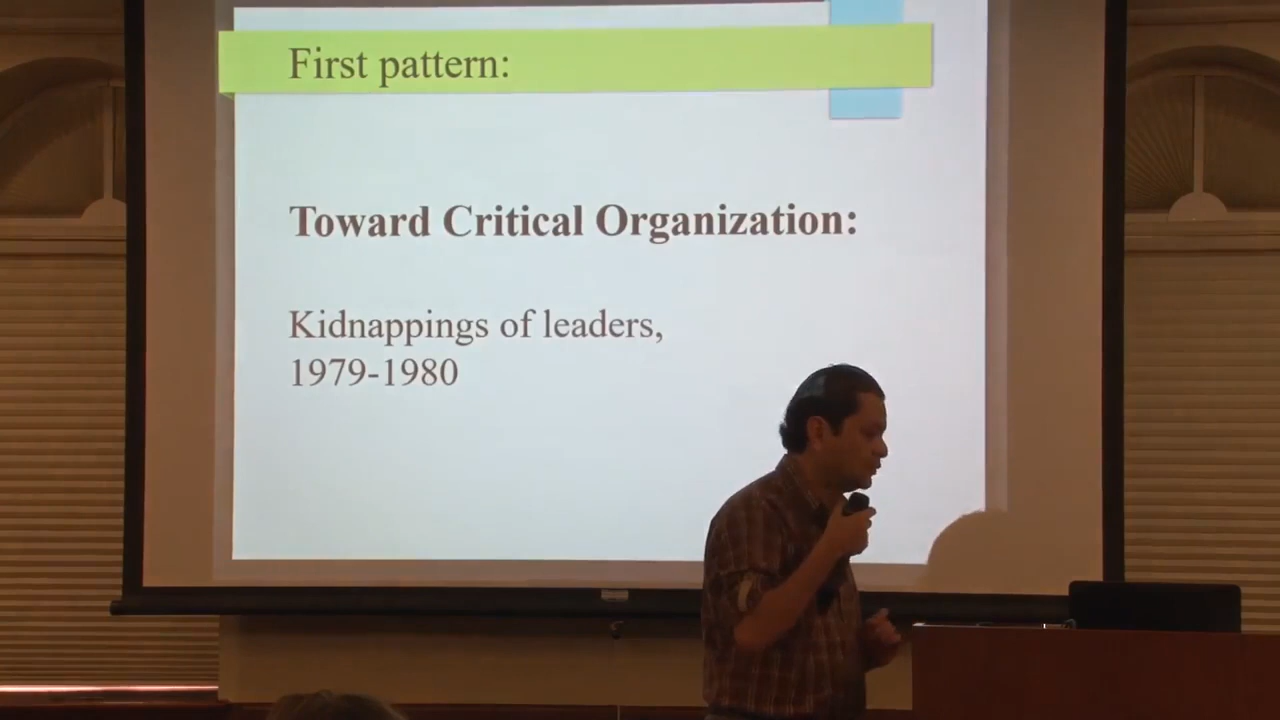 First pattern:
Toward Critical Organization:
Kidnappings of leaders,
1979-1980